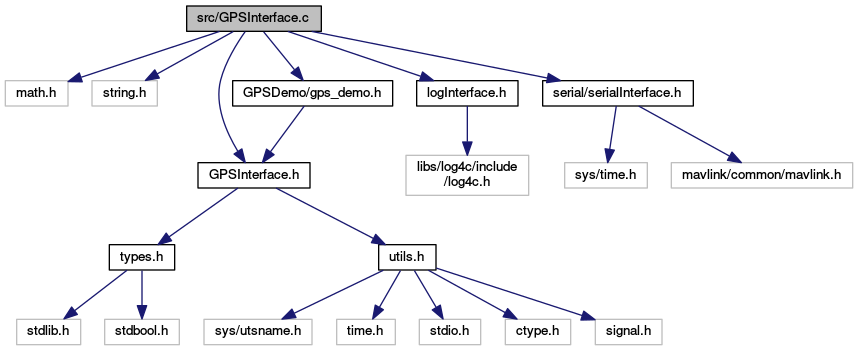 src/GPSInterface.c
math.h
string.h
GPSDemo/gps_demo.h
logInterface.h
serial/serialInterface.h
GPSInterface.h
libs/log4c/include
/log4c.h
sys/time.h
mavlink/common/mavlink.h
types.h
utils.h
stdlib.h
stdbool.h
sys/utsname.h
time.h
stdio.h
ctype.h
signal.h